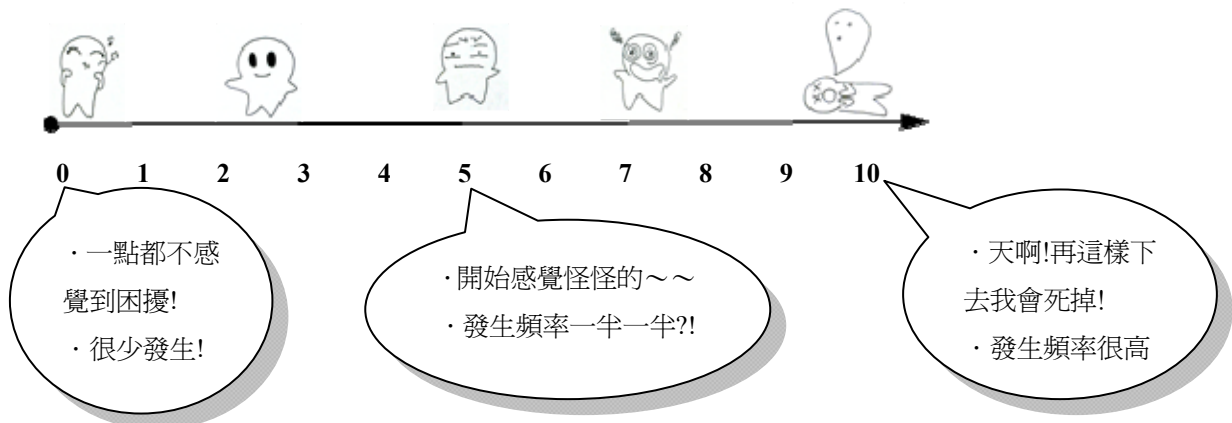 0 1 2 3 4 5 6 7 8 9 10
·一點都不感
覺到困擾!
·很少發生!
·開始感覺怪怪的～～
·發生頻率一半一半?!
·天啊!再這樣下
去我會死掉!
·發生頻率很高